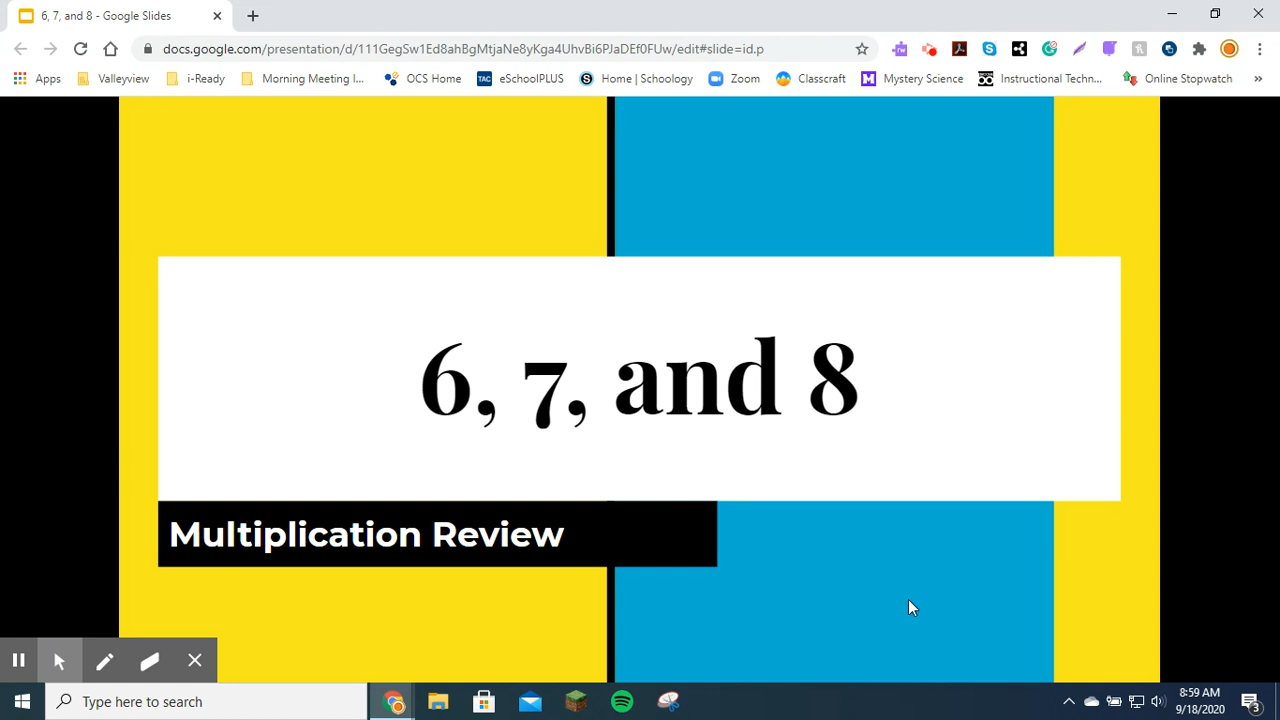 6, 7, and 8 - Google Slides
docs.google.com/presentation/d/111GegSw1Ed8ahBgMtjaNe8yKga4UhvBi6PJaDEf0FUw/edit#slide=id.p
Apps Valleyview i-Ready Morning Meeting I... OCS Home TAC eSchoolPLUS S Home | Schoology Zoom Classcraft M Mystery Science Instructional Techn... Online Stopwatch »
6, 7, and 8
Multiplication Review
Type here to search
8:59 AM
9/18/2020
3